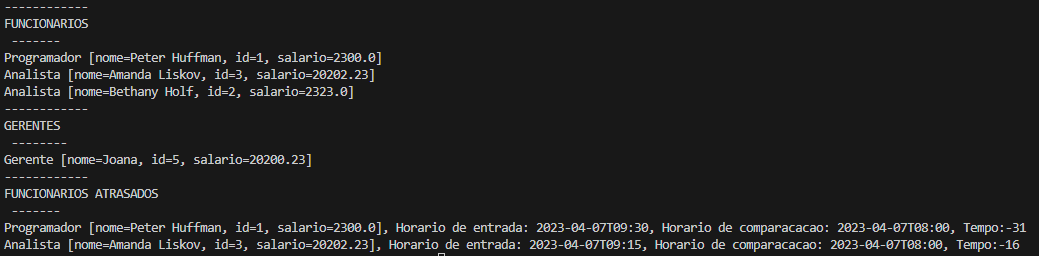 ------------
FUNCIONARIOS
-------
Programador [nome=Peter Huffman, id=1, salario=2300.0]
Analista [nome=Amanda Liskov, id=3, salario=20202.23]
Analista [nome=Bethany Holf, id=2, salario=2323.0]
------------
GERENTES
--------
Gerente [nome=Joana, id=5, salario=20200.23]
------------
FUNCIONARIOS ATRASADOS
-------
Programador [nome=Peter Huffman, id=1, salario=2300.0], Horario de entrada: 2023-04-07T09:30, Horario de comparacacao: 2023-04-07T08:00, Tempo:-31
Analista [nome=Amanda Liskov, id=3, salario=20202.23], Horario de entrada: 2023-04-07T09:15, Horario de comparacacao: 2023-04-07T08:00, Tempo:-16